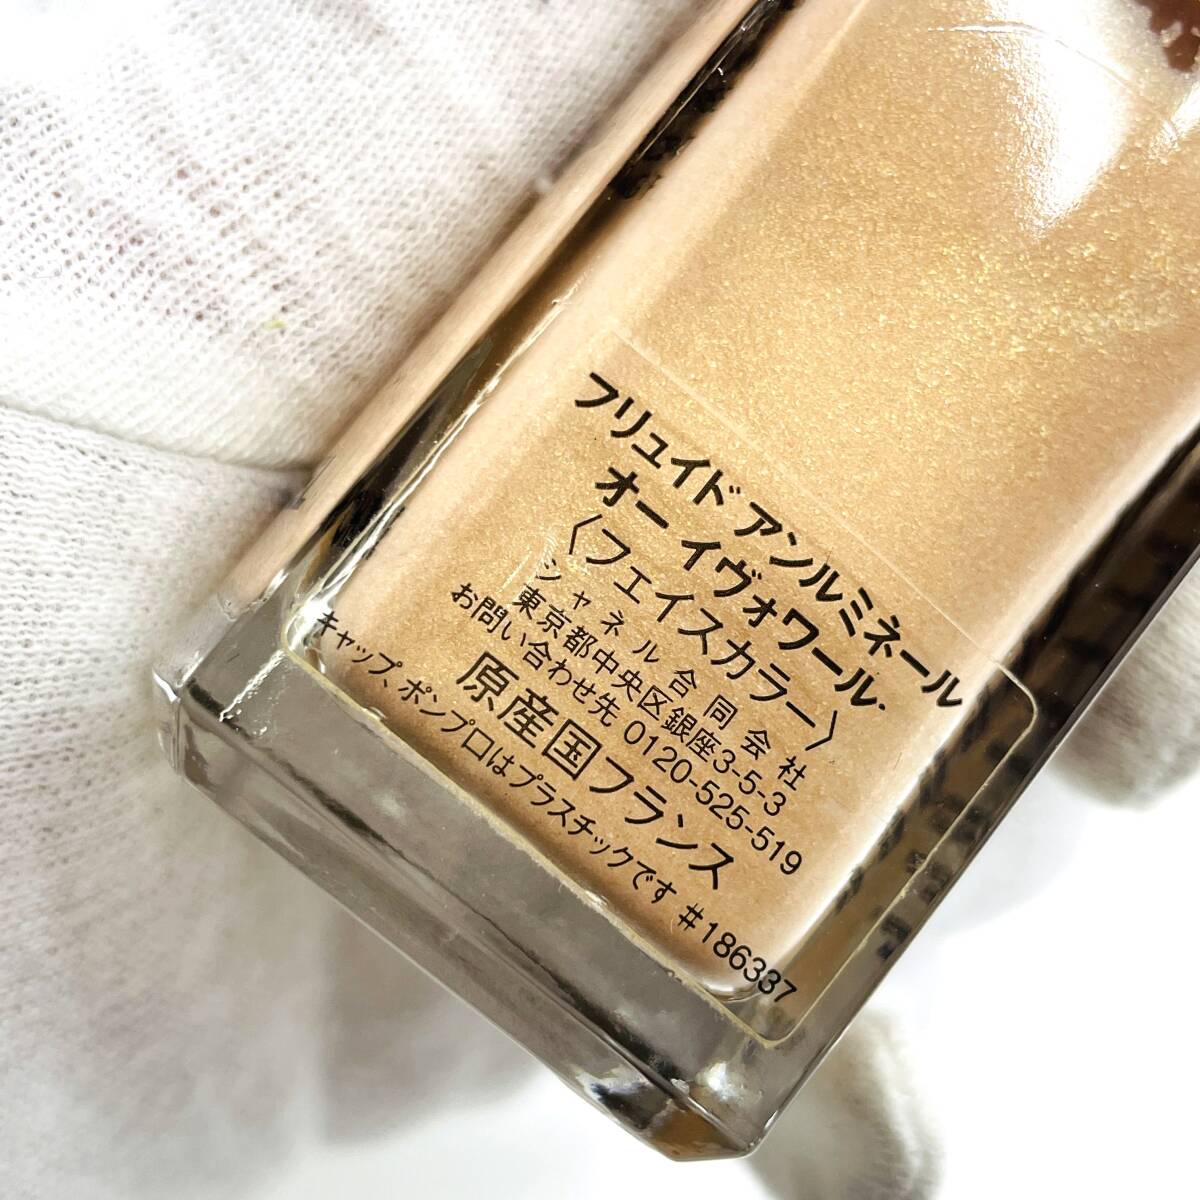 フリュイド アンルミネール
オー イヴォワール
〈フェイスカラー〉
シャネル合同会社
東京都中央区銀座3-5-3
お問い合わせ先 0120-525-519
原産国フランス
キャップ、ポンプ口はプラスチックです #186337